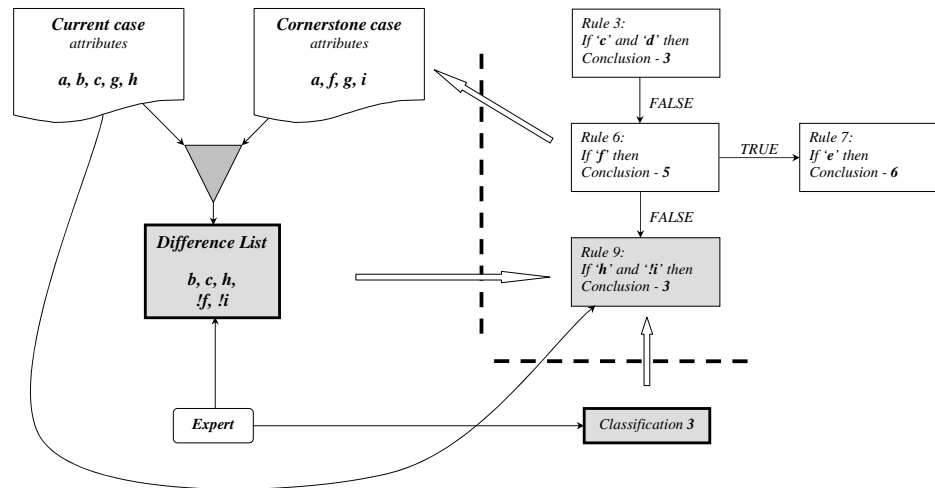 Current case
attributes
a, b, c, g, h
Cornerstone case
attributes
a, f, g, i
Rule 3:
If ‘c’ and ‘d’ then
Conclusion - 3
FALSE
Rule 6:
If ‘f’ then
Conclusion - 5
TRUE
Rule 7:
If ‘e’ then
Conclusion - 6
FALSE
Difference List
b, c, h,
!f, !i
Rule 9:
If ‘h’ and ‘!i’ then
Conclusion - 3
Expert
Classification 3